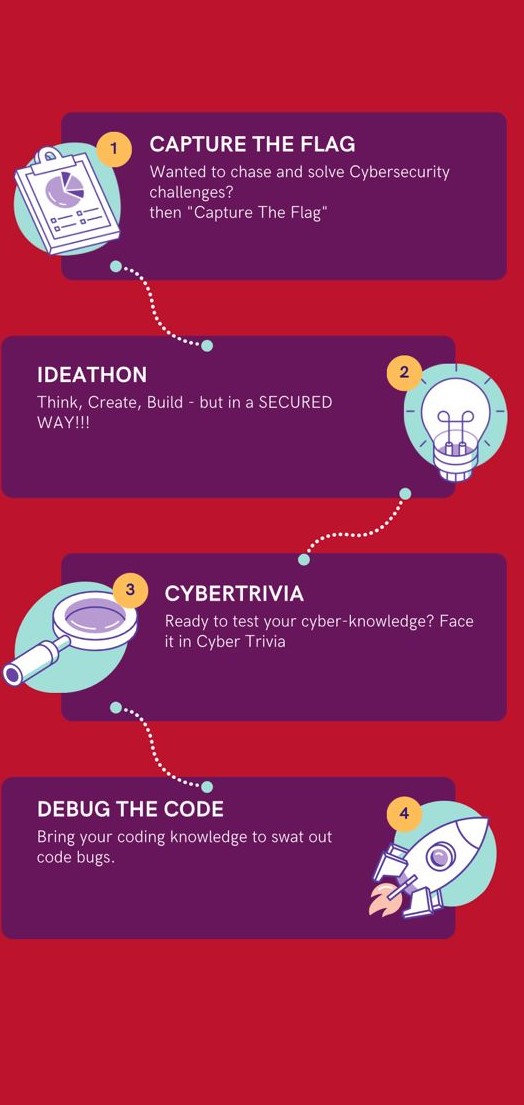 1
CAPTURE THE FLAG
Wanted to chase and solve Cybersecurity
challenges?
then "Capture The Flag"
2
IDEATHON
Think, Create, Build - but in a SECURED
WAY!!!
3
CYBERTRIVIA
Ready to test your cyber-knowledge? Face
it in Cyber Trivia
4
DEBUG THE CODE
Bring your coding knowledge to swat out
code bugs.